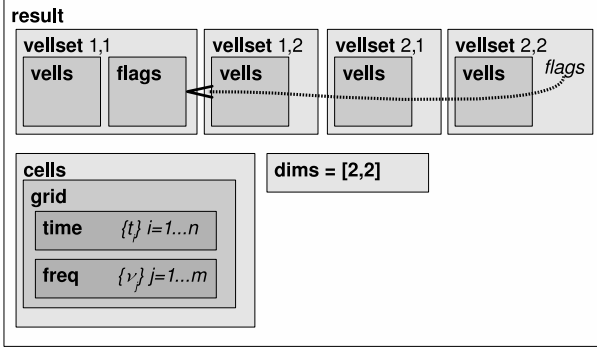 result
vellset 1,1
vells
flags
vellset 1,2
vells
vellset 2,1
vells
vellset 2,2
vells
flags
cells
grid
time {tᵢ} i=1...n
freq {νⱼ} j=1...m
dims = [2,2]